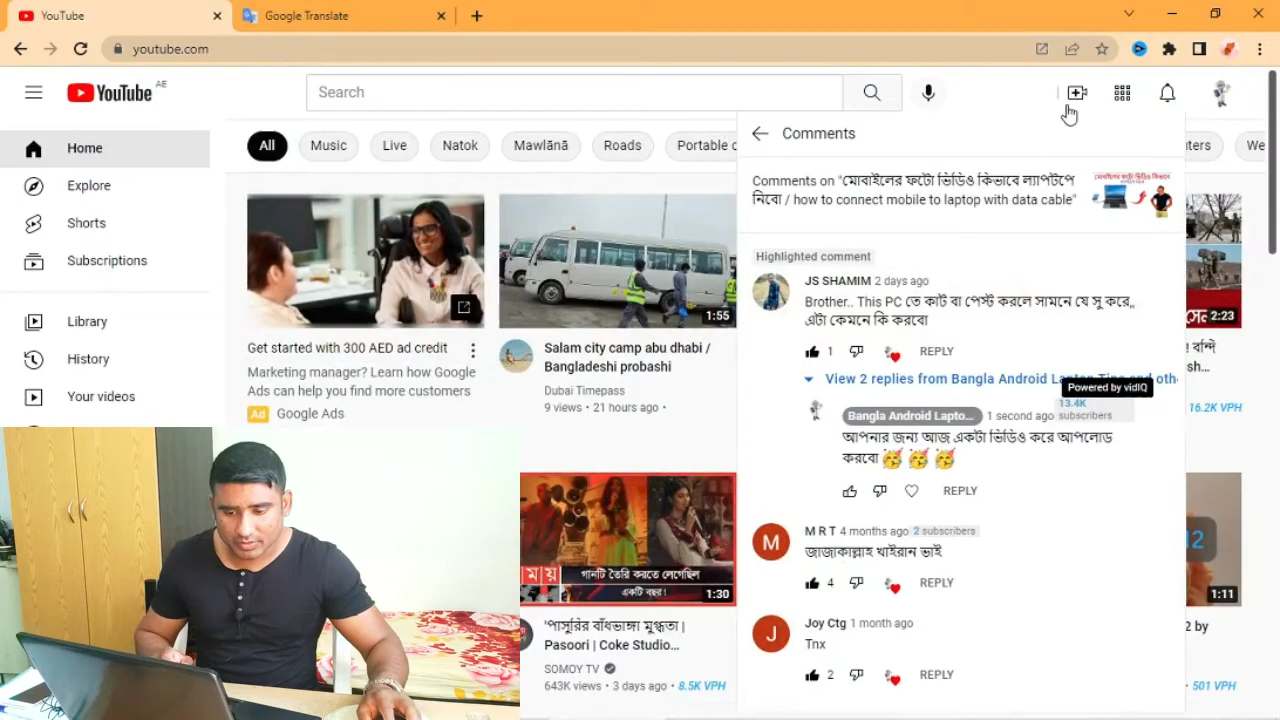 YouTube
Google Translate
youtube.com
YouTube AE
Search
Home
Explore
Shorts
Subscriptions
Library
History
Your videos
All
Music
Live
Natok
Mawlānā
Roads
Portable c
ters
We
Get started with 300 AED ad credit
Marketing manager? Learn how Google
Ads can help you find more customers
Ad Google Ads
1:55
Salam city camp abu dhabi /
Bangladeshi probashi
Dubai Timepass
9 views • 21 hours ago •
গানটি তৈরি করতে লেগেছিল
একটি বছর!
1:30
'পাসুরির বাঁধভাঙ্গা মুগ্ধতা |
Pasoori | Coke Studio...
SOMOY TV
643K views • 3 days ago • 8.5K VPH
Comments
Comments on "মোবাইলের ফটো ভিডিও কিভাবে ল্যাপটপে
নিবো / how to connect mobile to laptop with data cable"
মোবাইলের ফটো ভিডিও কিভাবে
Highlighted comment
JS SHAMIM 2 days ago
Brother.. This PC তে কাট বা পেস্ট করলে সামনে যে সু করে,,
এটা কেমনে কি করবো
1 REPLY
View 2 replies from Bangla Android Laptop Tips and othe
Powered by vidIQ
Bangla Android Lapto... 1 second ago 13.4K subscribers
আপনার জন্য আজ একটা ভিডিও করে আপলোড
করবো 🥳 🥳 🥳
REPLY
M
M R T 4 months ago 2 subscribers
জাজাকাল্লাহ খাইরান ভাই
4 REPLY
J
Joy Ctg 1 month ago
Tnx
2 REPLY
2:23
16.2K VPH
1:11
2 by
501 VPH